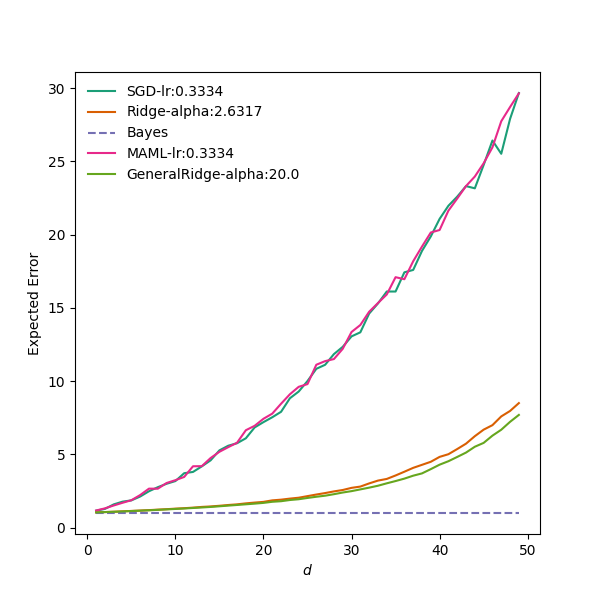 SGD-lr:0.3334
Ridge-alpha:2.6317
Bayes
MAML-lr:0.3334
GeneralRidge-alpha:20.0
Expected Error
30
25
20
15
10
5
0
0 10 20 30 40 50
d